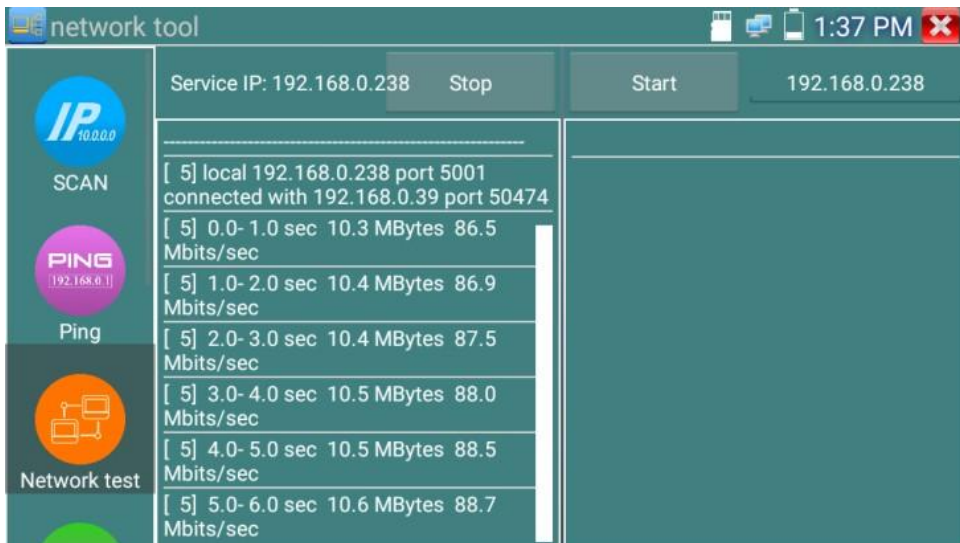 network tool
1:37 PM
IP
10.0.0.0
SCAN
PING
192.168.0.1
Ping
Network test
Service IP: 192.168.0.238
Stop
Start
192.168.0.238
[ 5] local 192.168.0.238 port 5001
connected with 192.168.0.39 port 50474
[ 5] 0.0- 1.0 sec 10.3 MBytes 86.5
Mbits/sec
[ 5] 1.0- 2.0 sec 10.4 MBytes 86.9
Mbits/sec
[ 5] 2.0- 3.0 sec 10.4 MBytes 87.5
Mbits/sec
[ 5] 3.0- 4.0 sec 10.5 MBytes 88.0
Mbits/sec
[ 5] 4.0- 5.0 sec 10.5 MBytes 88.5
Mbits/sec
[ 5] 5.0- 6.0 sec 10.6 MBytes 88.7
Mbits/sec